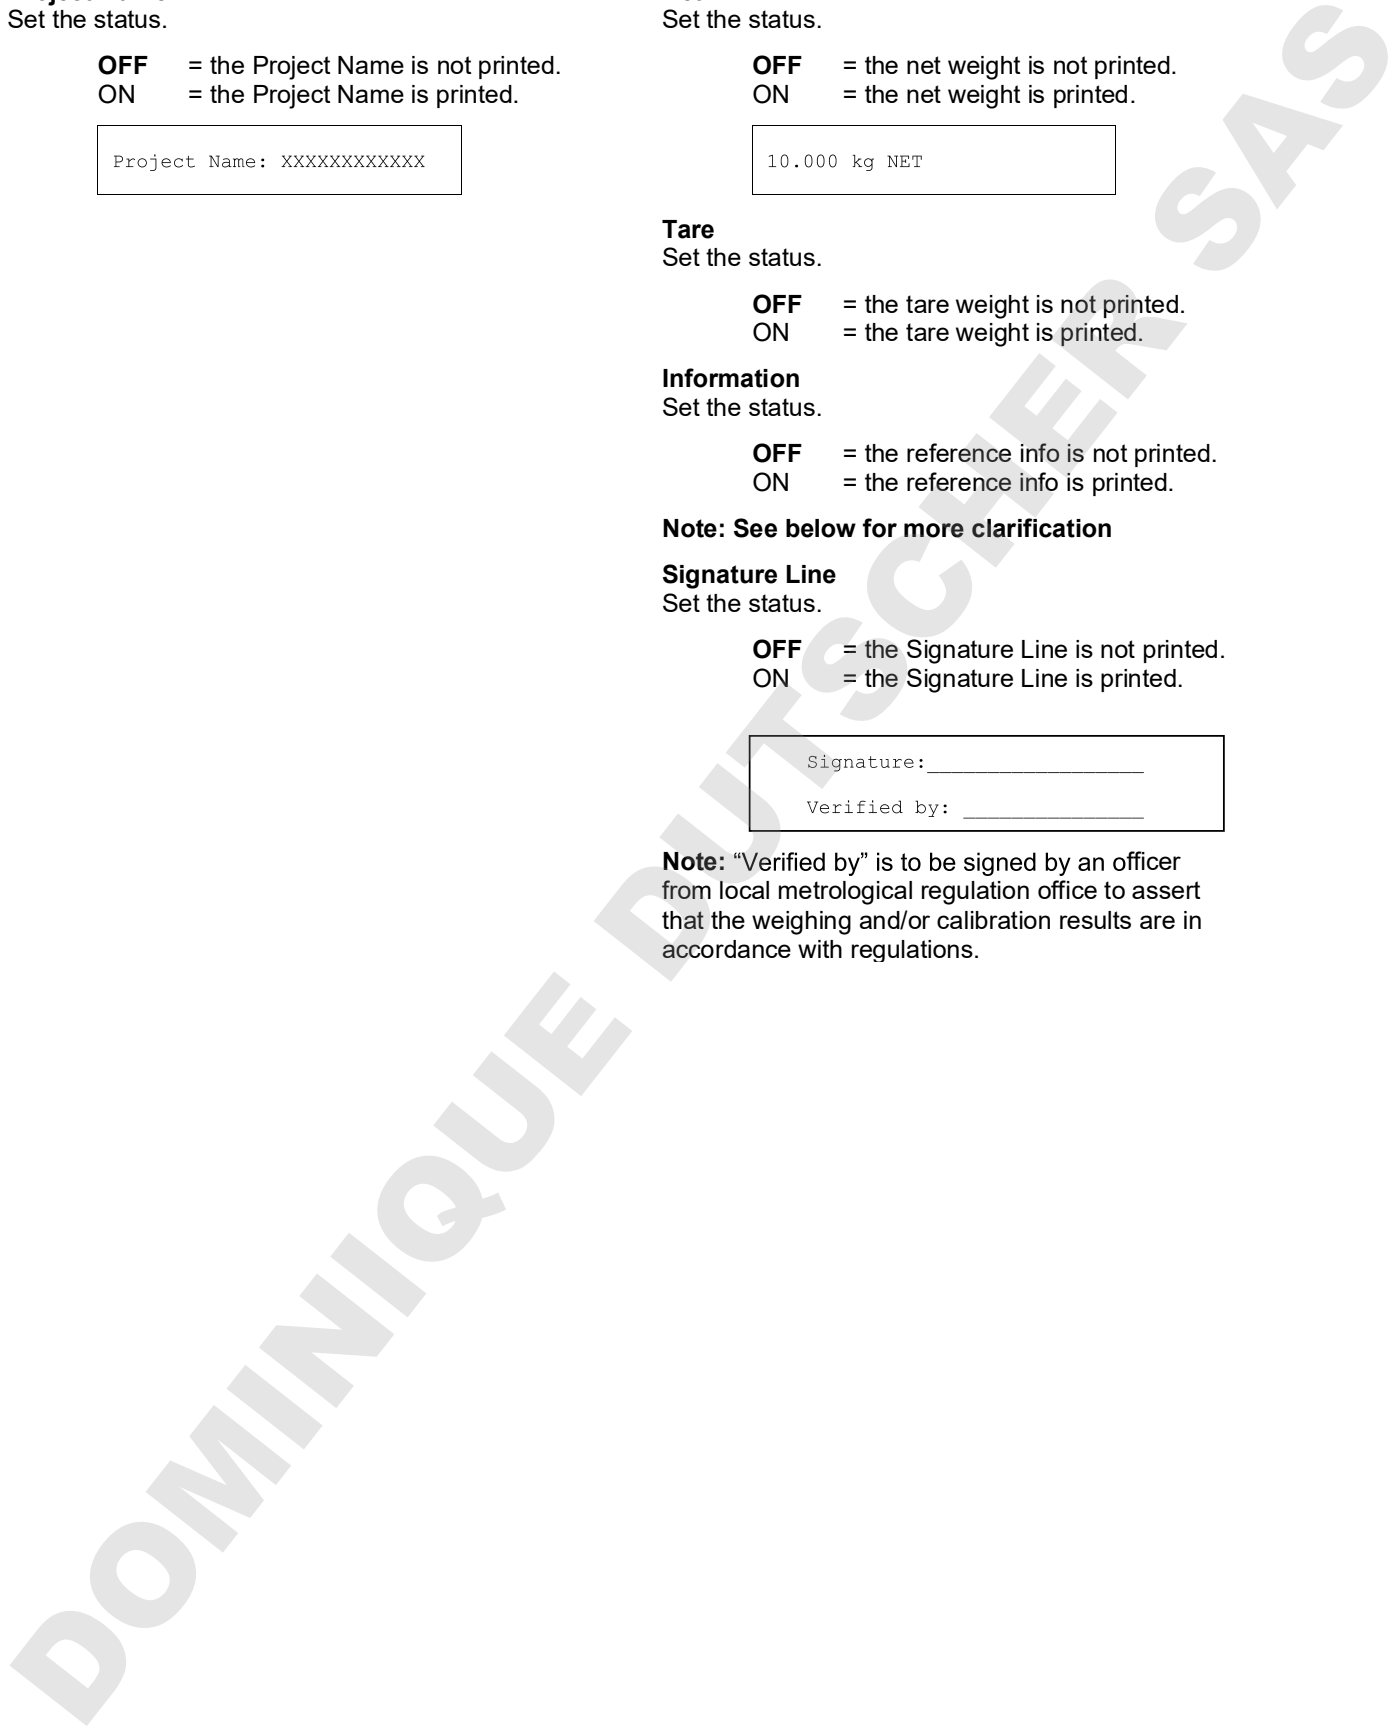 Set the status.
OFF = the Project Name is not printed.
ON = the Project Name is printed.
Project Name: XXXXXXXXXXXX
Set the status.
OFF = the net weight is not printed.
ON = the net weight is printed.
10.000 kg NET
Tare
Set the status.
OFF = the tare weight is not printed.
ON = the tare weight is printed.
Information
Set the status.
OFF = the reference info is not printed.
ON = the reference info is printed.
Note: See below for more clarification
Signature Line
Set the status.
OFF = the Signature Line is not printed.
ON = the Signature Line is printed.
Signature:__________________
Verified by: _______________
Note: “Verified by” is to be signed by an officer
from local metrological regulation office to assert
that the weighing and/or calibration results are in
accordance with regulations.
DOMINIQUE DUTSCHER SAS